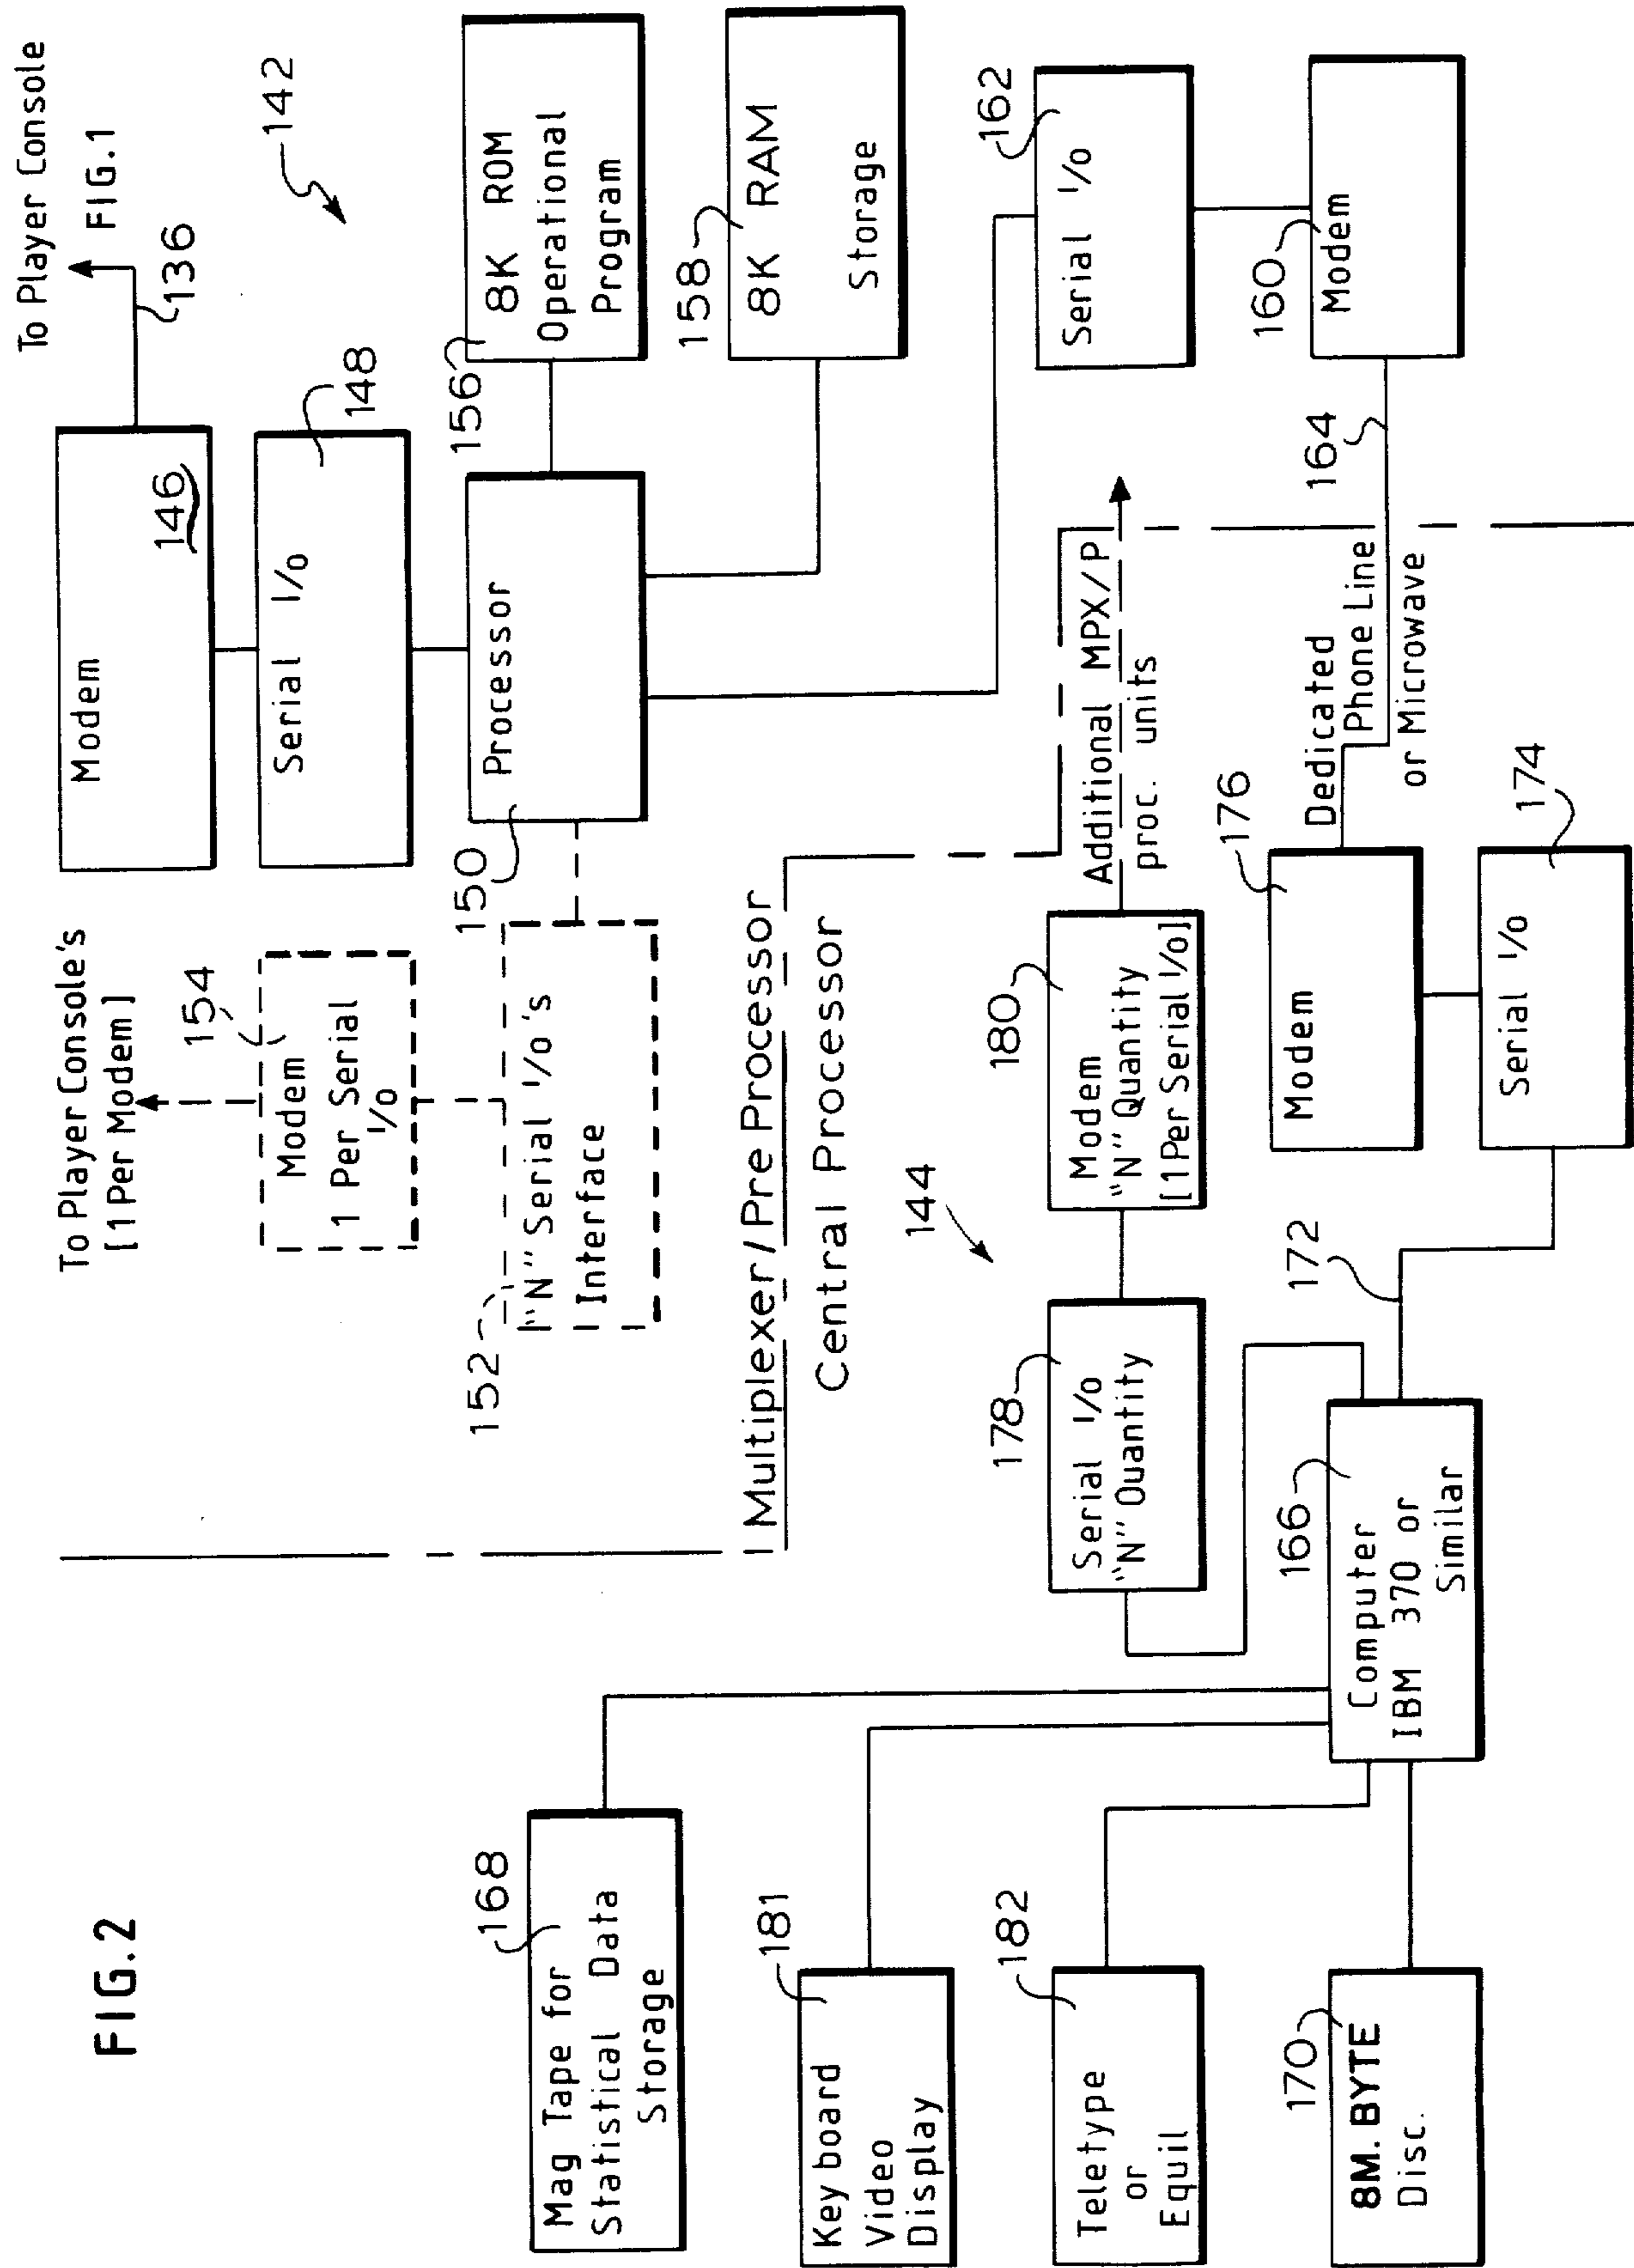 FIG.2
To Player Console
FIG.1
136
142
Modem
146
Serial I/o
148
Processor
150
8K ROM
Operational
Program
156
8K RAM
Storage
158
Serial I/o
162
Modem
160
164
To Player Console's
[1 Per Modem]
154
Modem
1 Per Serial
I/o
"N" Serial I/o's
Interface
152
Multiplexer/Pre Processor
Central Processor
144
Additional MPX/P
proc. units
Dedicated
Phone Line
or Microwave
Modem
"N" Quantity
[1 Per Serial I/o]
180
Serial I/o
"N" Ouantity
178
Modem
176
Serial I/o
174
172
Computer
IBM 370 or
Similar
166
Mag Tape for
Statistical Data
Storage
168
Key board
Video
Display
181
Teletype
or
Equil
182
8M.BYTE
Disc.
170